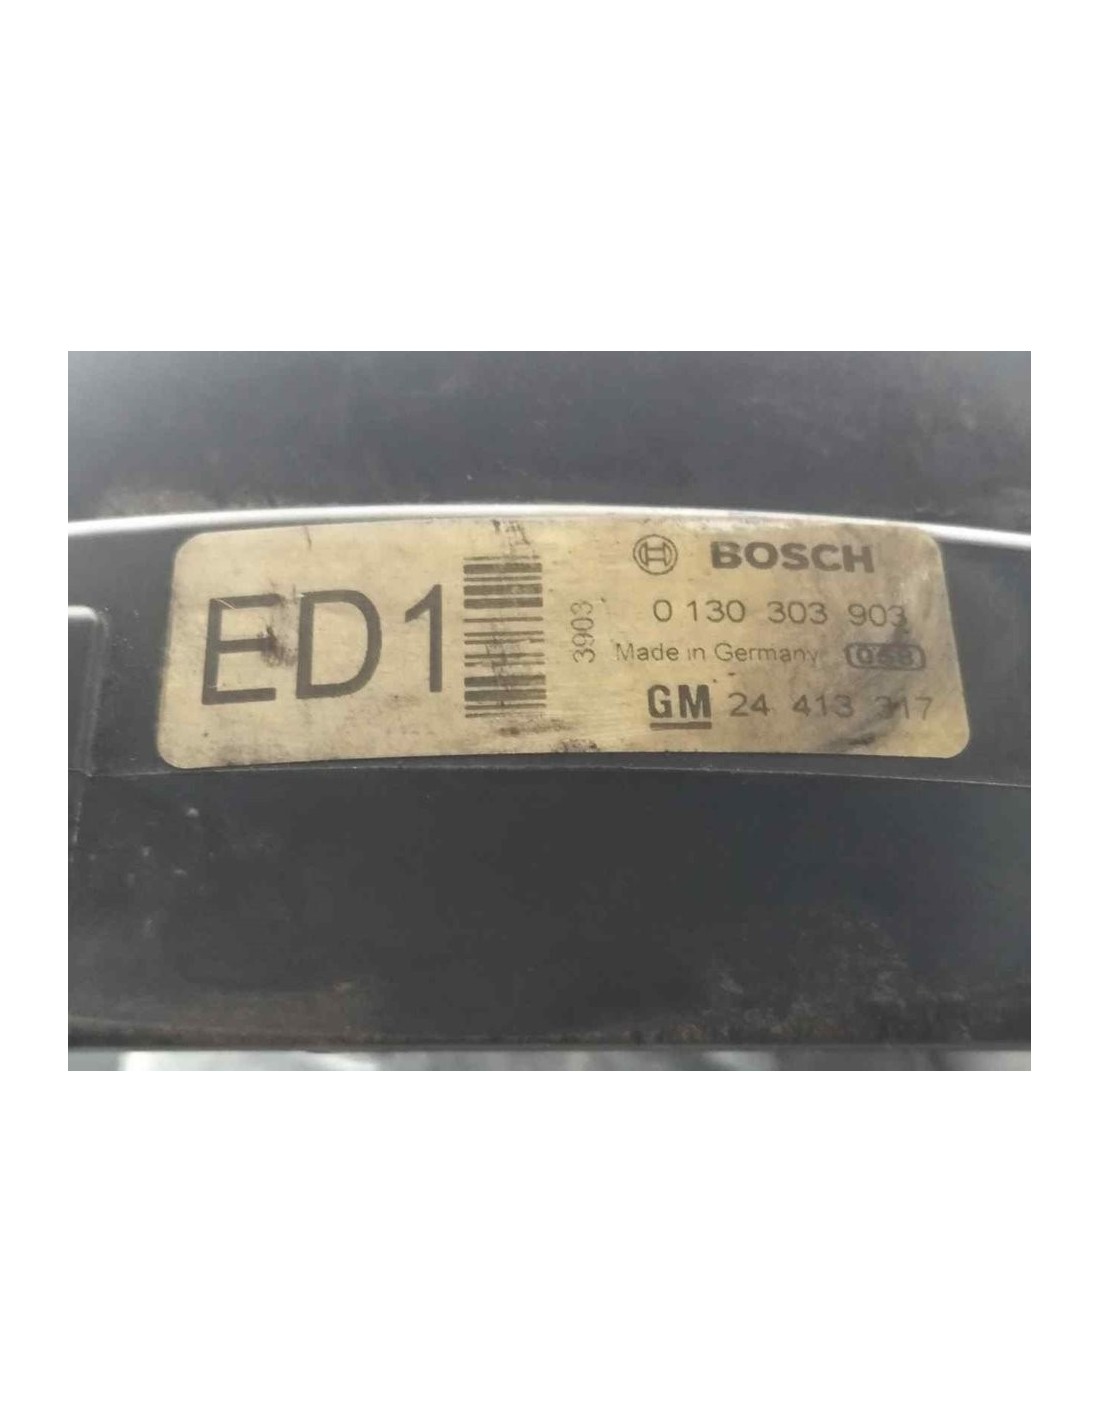 ED1
3903
BOSCH
0 130 303 903
Made in Germany 068
GM 24 413 317